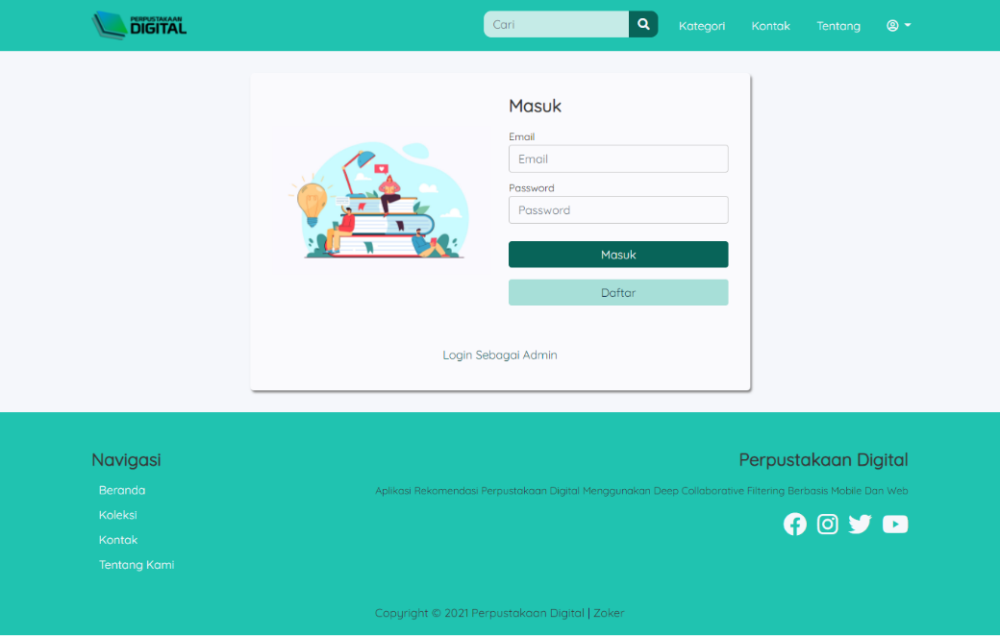 PERPUSTAKAAN
DIGITAL
Cari
Kategori
Kontak
Tentang
Masuk
Email
Email
Password
Password
Masuk
Daftar
Login Sebagai Admin
Navigasi
Beranda
Koleksi
Kontak
Tentang Kami
Perpustakaan Digital
Aplikasi Rekomendasi Perpustakaan Digital Menggunakan Deep Collaborative Filtering Berbasis Mobile Dan Web
Copyright © 2021 Perpustakaan Digital | Zoker